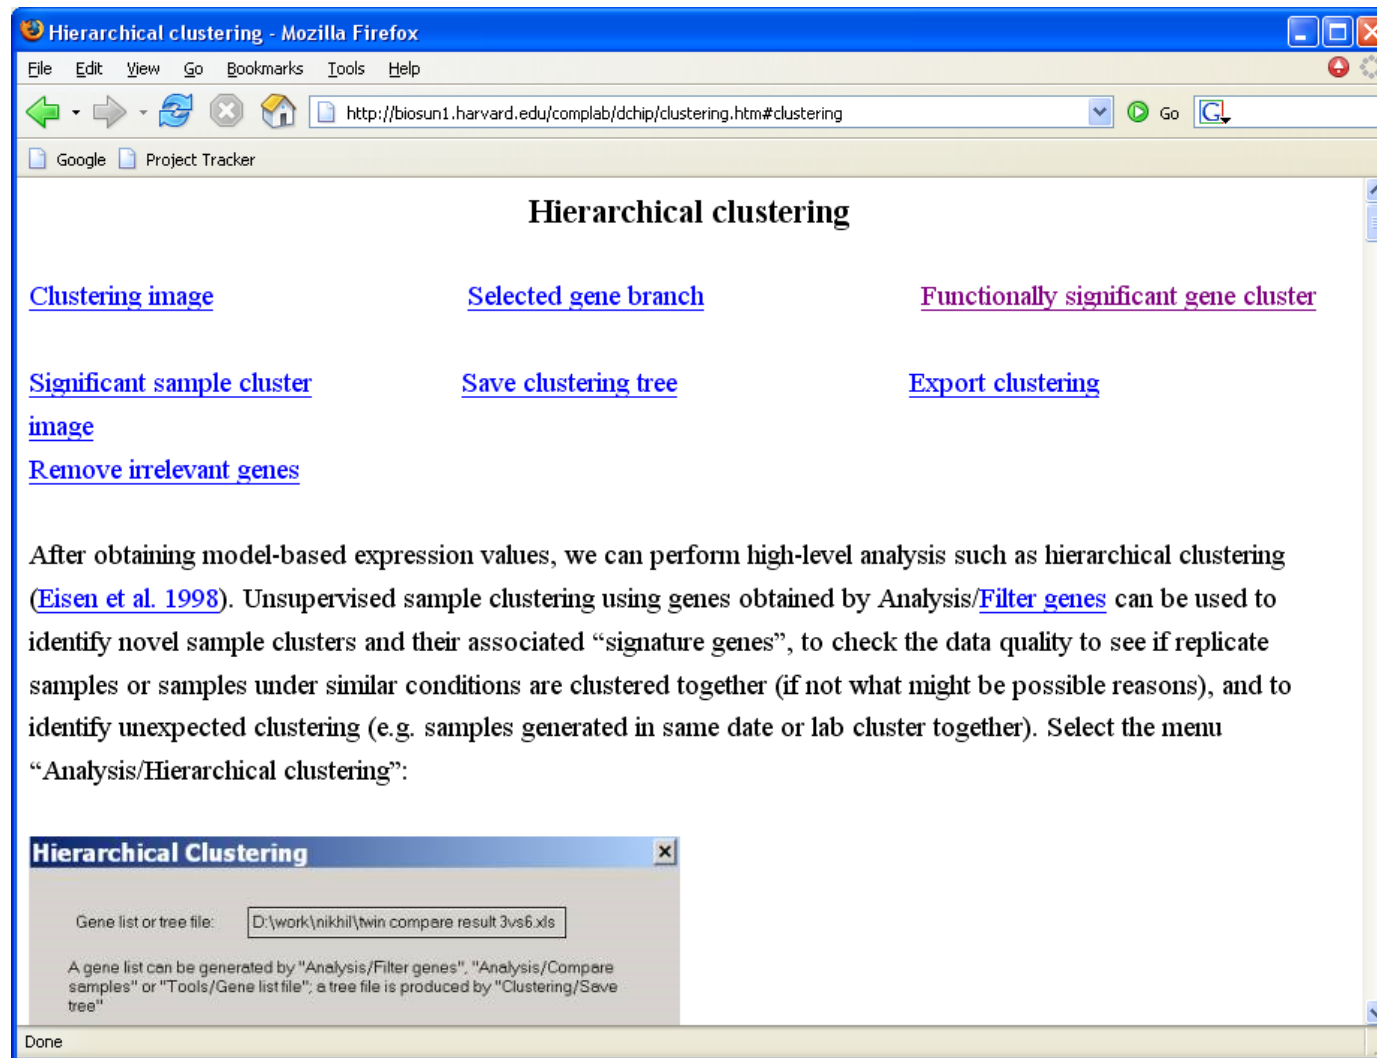 Hierarchical clustering - Mozilla Firefox
File Edit View Go Bookmarks Tools Help
http://biosun1.harvard.edu/complab/dchip/clustering.htm#clustering Go G
Google Project Tracker
Hierarchical clustering
Clustering image Selected gene branch Functionally significant gene cluster
Significant sample cluster Save clustering tree Export clustering
image
Remove irrelevant genes
After obtaining model-based expression values, we can perform high-level analysis such as hierarchical clustering
(Eisen et al. 1998). Unsupervised sample clustering using genes obtained by Analysis/Filter genes can be used to
identify novel sample clusters and their associated “signature genes”, to check the data quality to see if replicate
samples or samples under similar conditions are clustered together (if not what might be possible reasons), and to
identify unexpected clustering (e.g. samples generated in same date or lab cluster together). Select the menu
“Analysis/Hierarchical clustering”:
Hierarchical Clustering
Gene list or tree file: D:\work\nikhil\twin compare result 3vs6.xls
A gene list can be generated by "Analysis/Filter genes", "Analysis/Compare
samples" or "Tools/Gene list file"; a tree file is produced by "Clustering/Save
tree"
Done